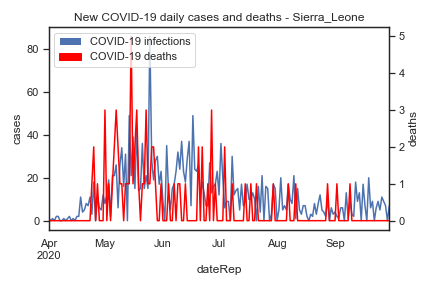 New COVID-19 daily cases and deaths - Sierra_Leone
COVID-19 infections
COVID-19 deaths
80
60
40
20
0
cases
5
4
3
2
1
0
deaths
Apr May Jun Jul Aug Sep
2020
dateRep